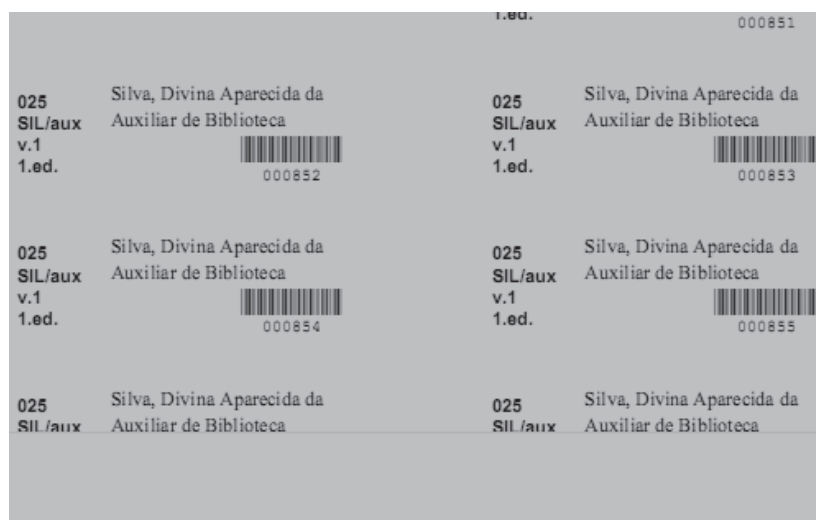 1.ed.
000851
025
SIL/aux
v.1
1.ed.
Silva, Divina Aparecida da
Auxiliar de Biblioteca
000852
025
SIL/aux
v.1
1.ed.
Silva, Divina Aparecida da
Auxiliar de Biblioteca
000853
025
SIL/aux
v.1
1.ed.
Silva, Divina Aparecida da
Auxiliar de Biblioteca
000854
025
SIL/aux
v.1
1.ed.
Silva, Divina Aparecida da
Auxiliar de Biblioteca
000855
025
SIL/aux
Silva, Divina Aparecida da
Auxiliar de Biblioteca
025
SIL/aux
Silva, Divina Aparecida da
Auxiliar de Biblioteca